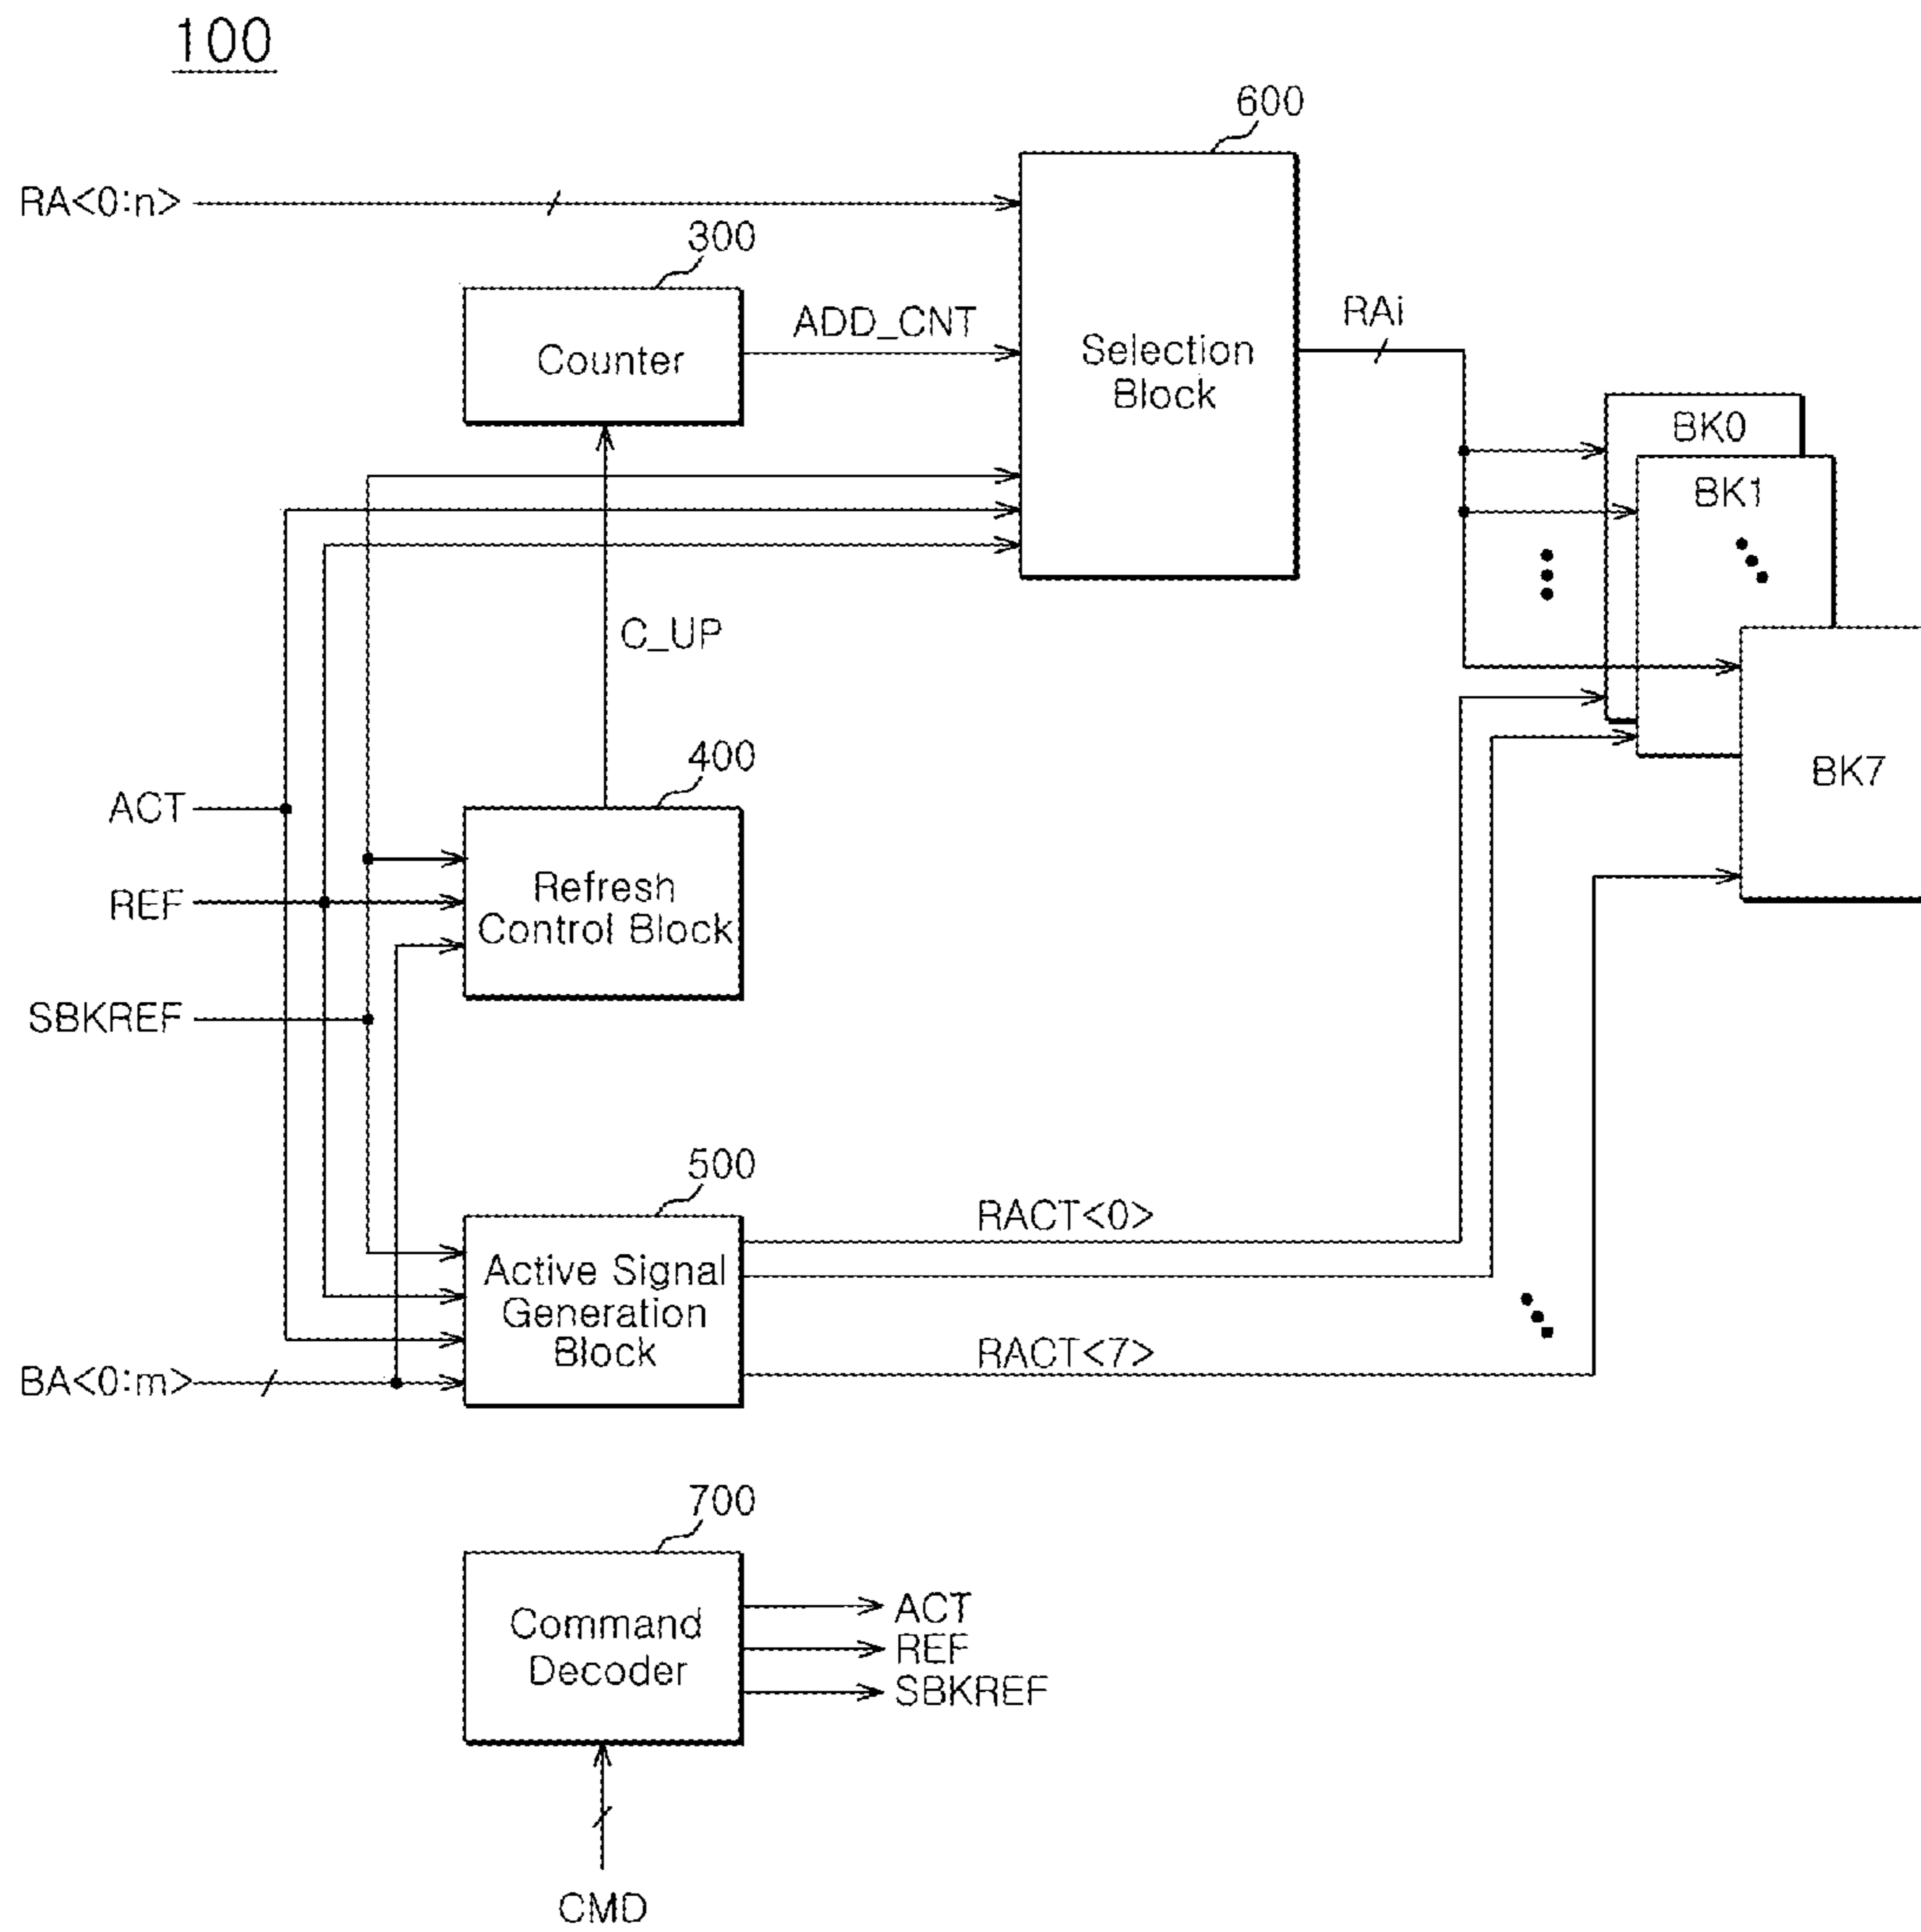 100
600
RA<0:n>
300
Counter
ADD_CNT
Selection
Block
RAi
BK0
BK1
C_UP
BK7
400
ACT
Refresh
Control Block
REF
SBKREF
500
Active Signal
Generation
Block
RACT<0>
RACT<7>
BA<0:m>
700
Command
Decoder
ACT
REF
SBKREF
CMD